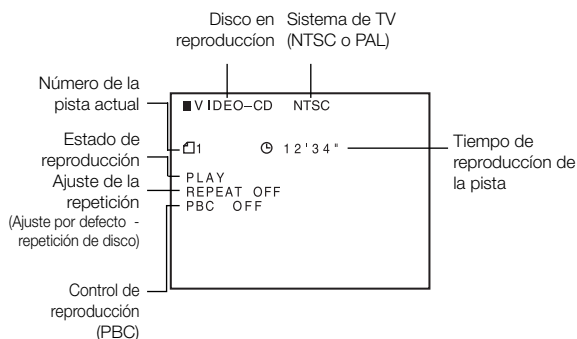 Disco en
reproduccíon
Sistema de TV
(NTSC o PAL)
Número de la
pista actual
Estado de
reproducción
Ajuste de la
repetición
(Ajuste por defecto -
repetición de disco)
Control de
reproducción
(PBC)
VIDEO-CD NTSC
1 12'34"
PLAY
REPEAT OFF
PBC OFF
Tiempo de
reproduccíon de
la pista